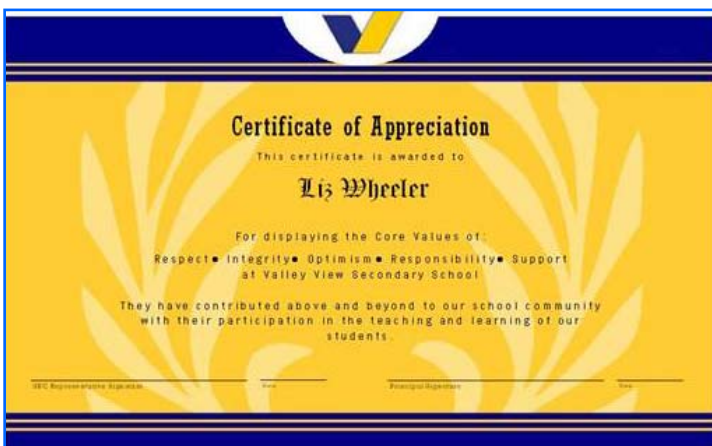 Certificate of Appreciation
This certificate is awarded to
Liz Wheeler
For displaying the Core Values of:
Respect● Integrity● Optimism● Responsibility● Support
at Valley View Secondary School
They have contributed above and beyond to our school community
with their participation in the teaching and learning of our
students.
Principal Signature